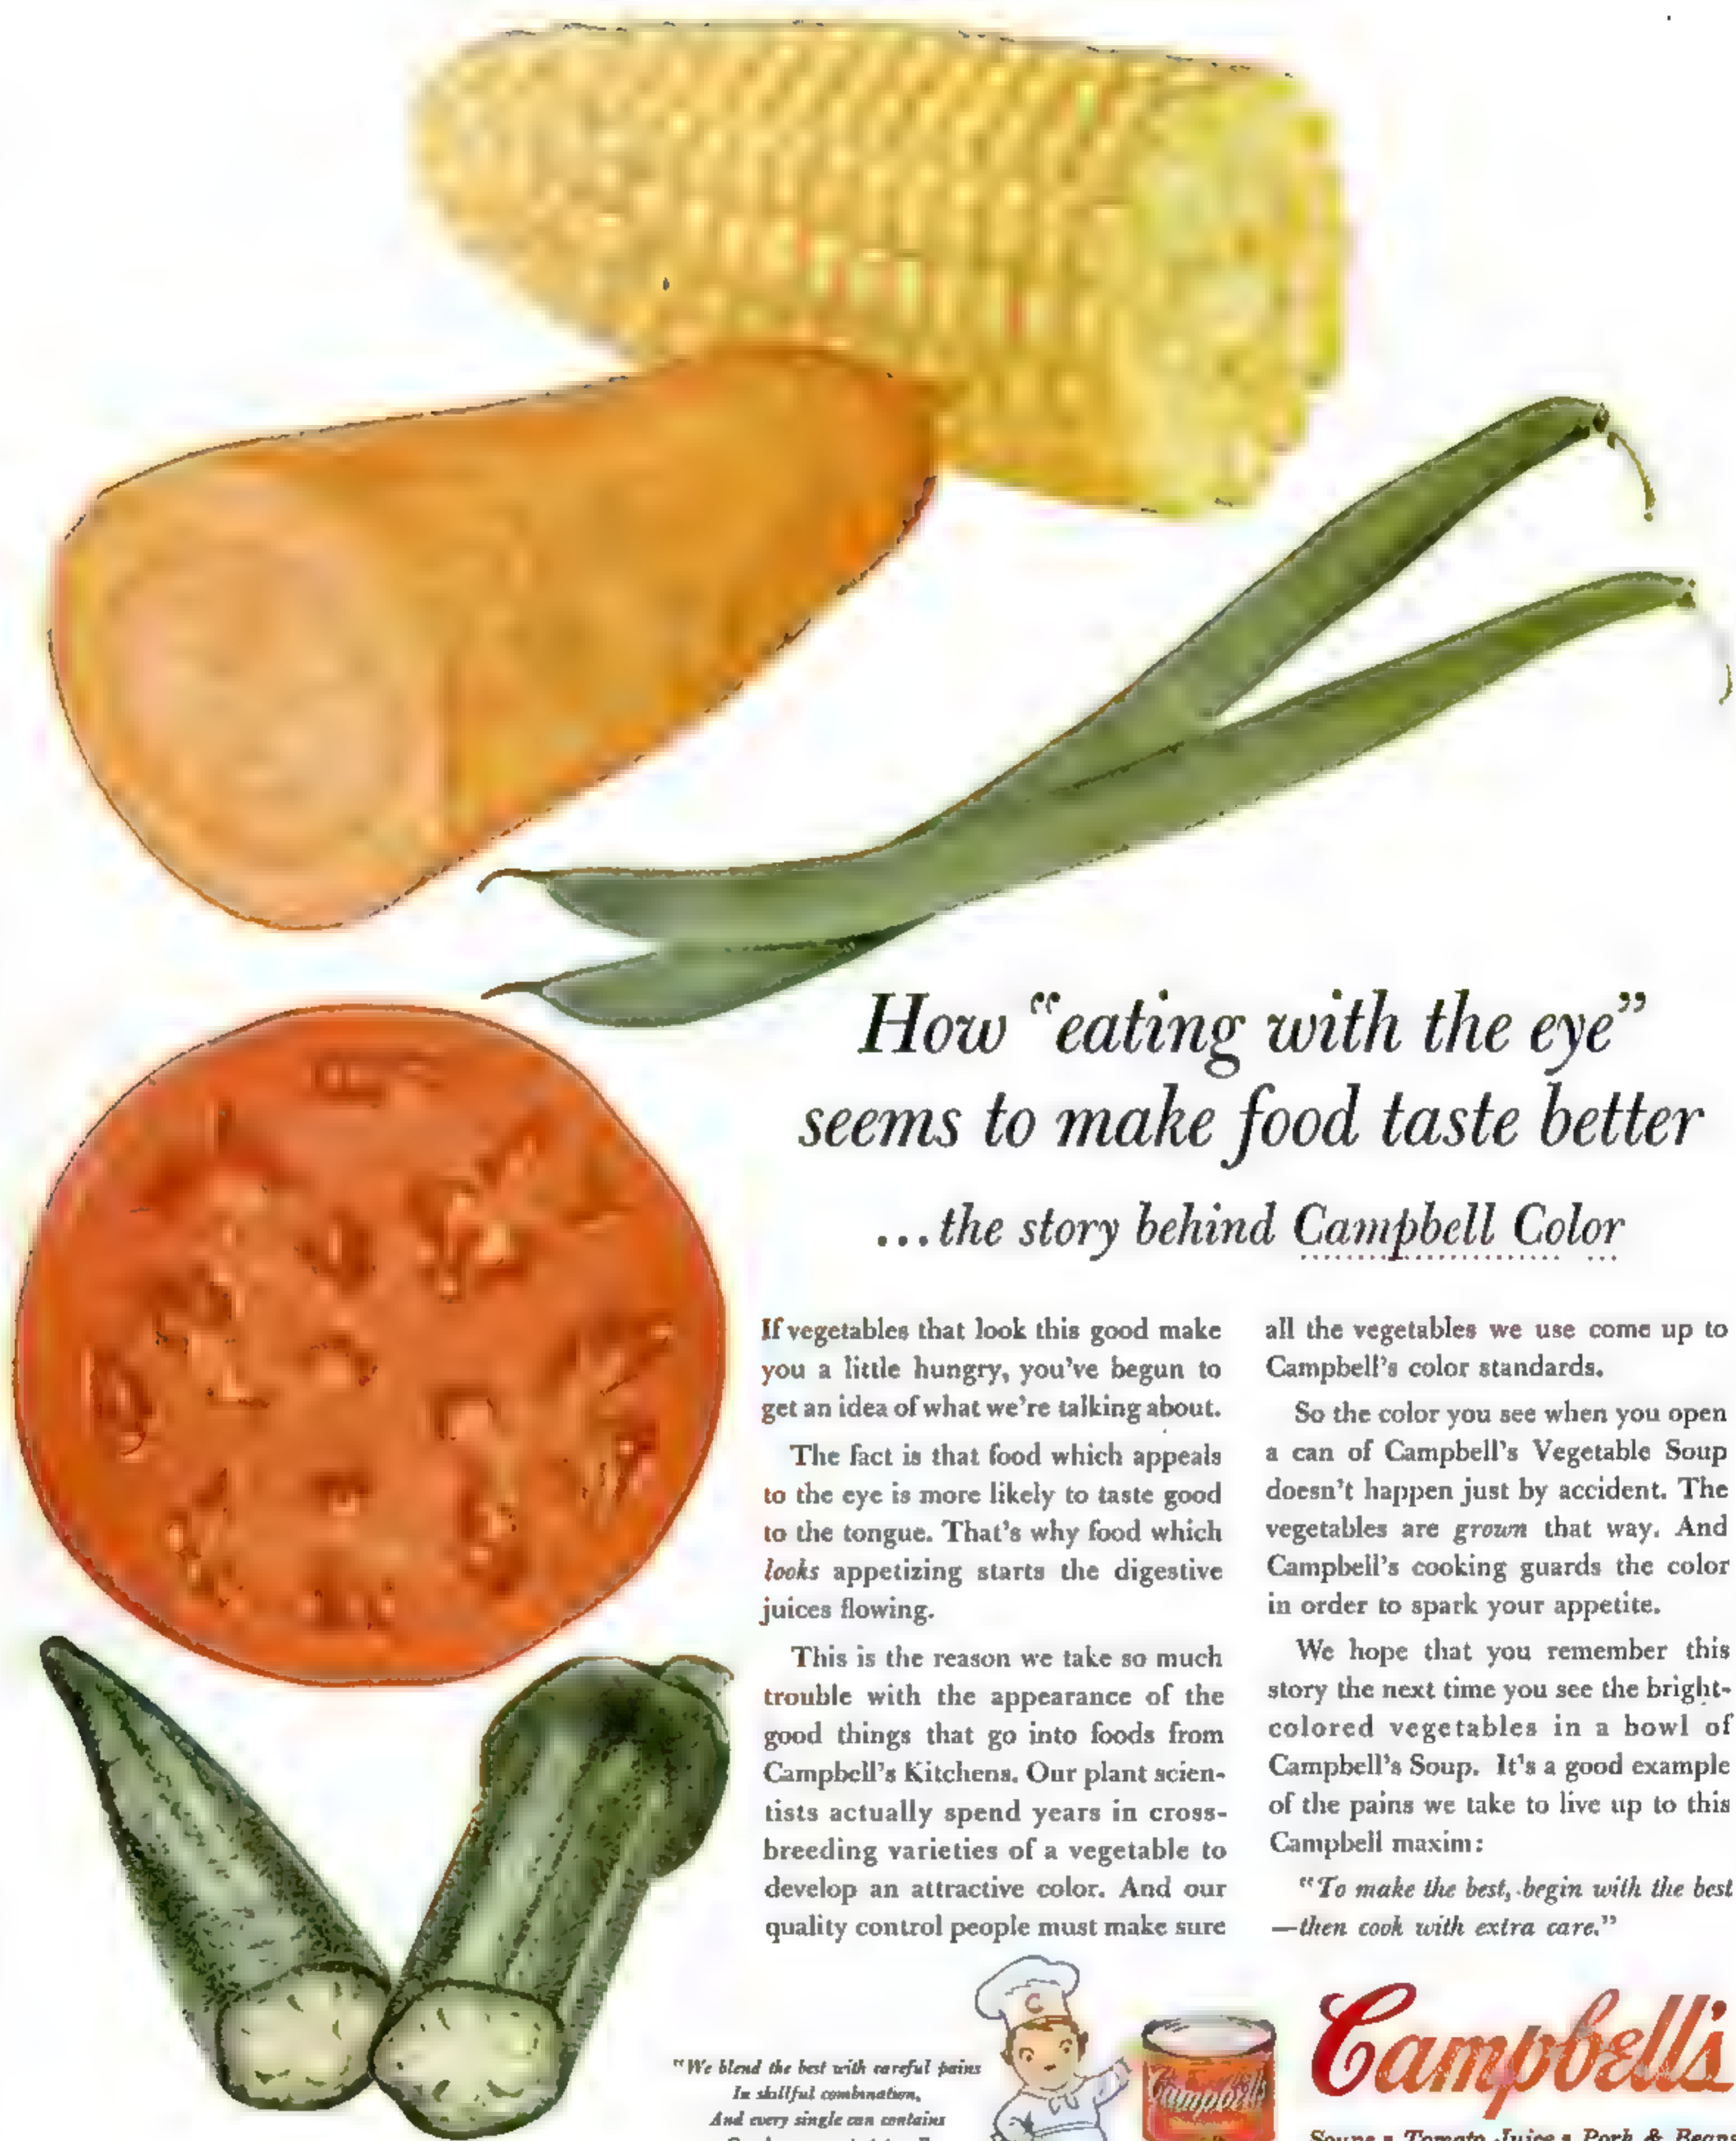 How “eating with the eye”
seems to make food taste better
...the story behind Campbell Color
If vegetables that look this good make
you a little hungry, you've begun to
get an idea of what we're talking about.
The fact is that food which appeals
to the eye is more likely to taste good
to the tongue. That's why food which
looks appetizing starts the digestive
juices flowing.
This is the reason we take so much
trouble with the appearance of the
good things that go into foods from
Campbell's Kitchens. Our plant scien-
tists actually spend years in cross-
breeding varieties of a vegetable to
develop an attractive color. And our
quality control people must make sure
all the vegetables we use come up to
Campbell's color standards.
So the color you see when you open
a can of Campbell's Vegetable Soup
doesn't happen just by accident. The
vegetables are grown that way. And
Campbell's cooking guards the color
in order to spark your appetite.
We hope that you remember this
story the next time you see the bright-
colored vegetables in a bowl of
Campbell's Soup. It's a good example
of the pains we take to live up to this
Campbell maxim:
“To make the best, begin with the best
—then cook with extra care.”
“We blend the best with careful pains
In skillful combination,
And every single can contains
C
Campbell's
Campbell's
Soups • Tomato Juice • Pork & Beans